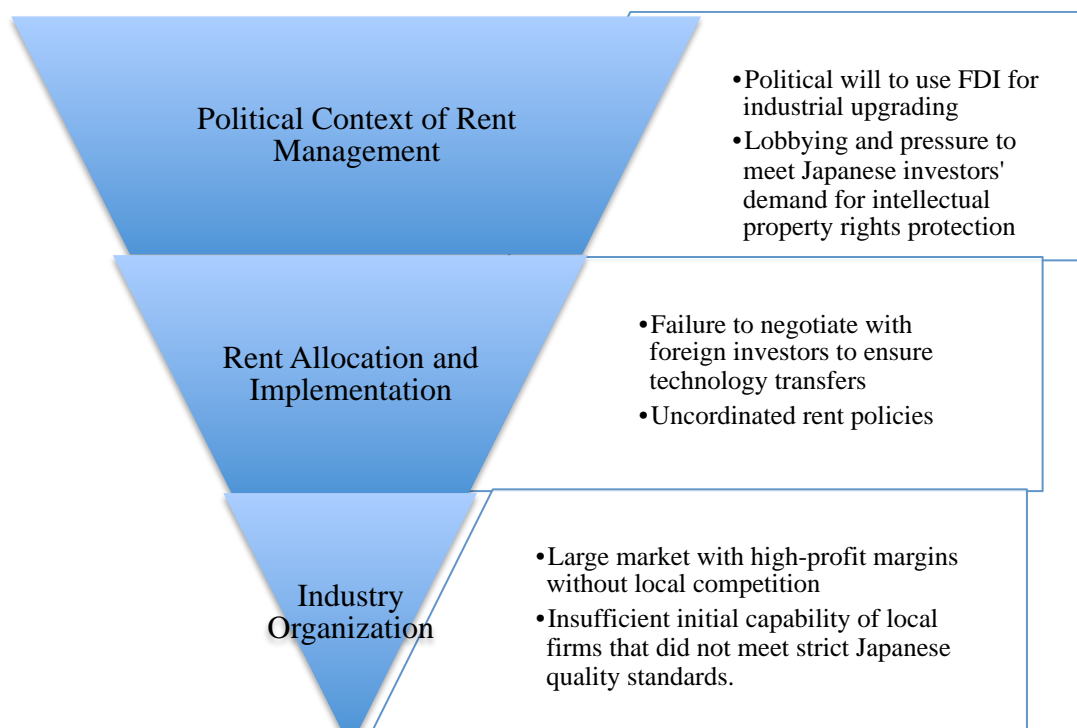 Political Context of Rent
Management
•Political will to use FDI for
industrial upgrading
•Lobbying and pressure to
meet Japanese investors'
demand for intellectual
property rights protection
Rent Allocation and
Implementation
•Failure to negotiate with
foreign investors to ensure
technology transfers
•Uncordinated rent policies
Industry
Organization
•Large market with high-profit margins
without local competition
•Insufficient initial capability of local
firms that did not meet strict Japanese
quality standards.